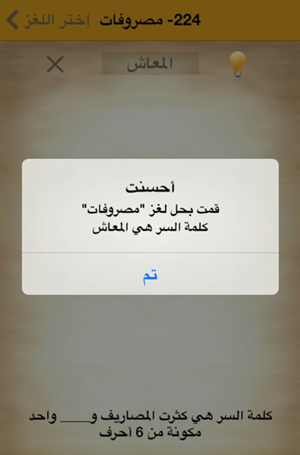 224- مصروفات
إختر اللغز
المعاش
أحسنت
قمت بحل لغز "مصروفات"
كلمة السر هي المعاش
تم
كلمة السر هي كثرت المصاريف و____ واحد
مكونة من 6 أحرف